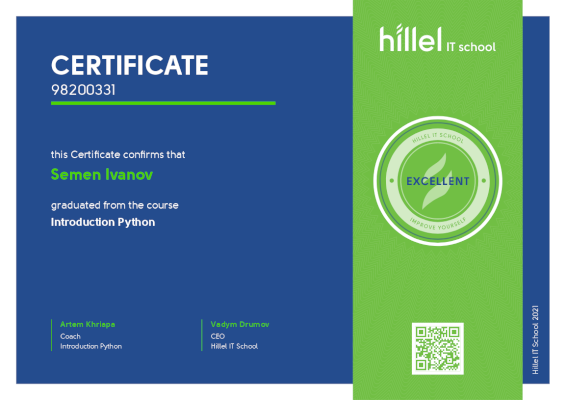 CERTIFICATE
98200331
this Certificate confirms that
Semen Ivanov
graduated from the course
Introduction Python
Artem Khriapa
Coach
Introduction Python
Vadym Drumov
CEO
Hillel IT School
hillel IT school
HILLEL IT SCHOOL
EXCELLENT
IMPROVE YOURSELF
Hillel IT School 2021